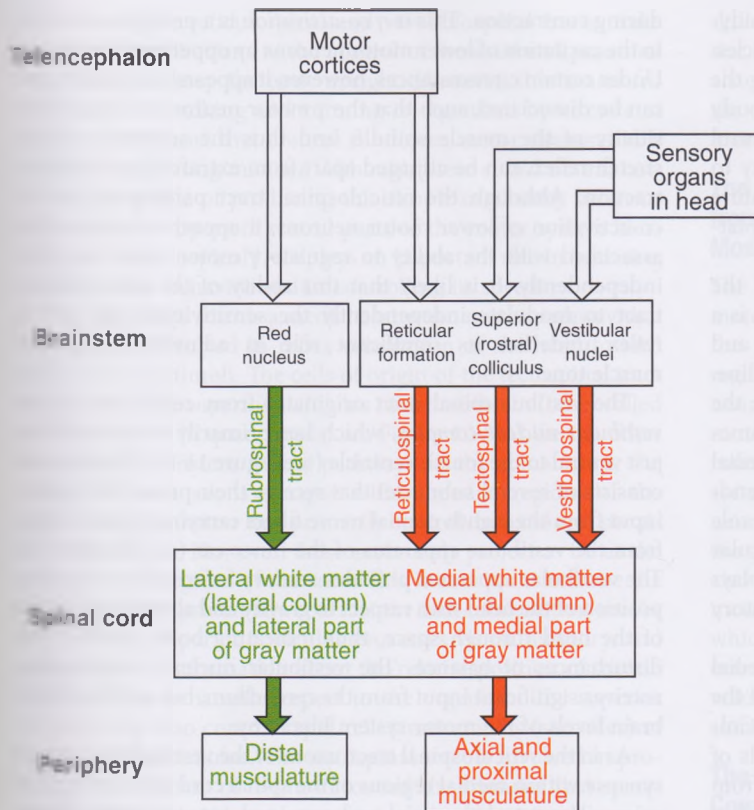 Telencephalon
Motor
cortices
Sensory
organs
in head
Brainstem
Red
nucleus
Reticular
formation
Superior
(rostral)
colliculus
Vestibular
nuclei
Rubrospinal
tract
Reticulospinal
tract
Tectospinal
tract
Vestibulospinal
tract
Spinal cord
Lateral white matter
(lateral column)
and lateral part
of gray matter
Medial white matter
(ventral column)
and medial part
of gray matter
Periphery
Distal
musculature
Axial and
proximal
musculature